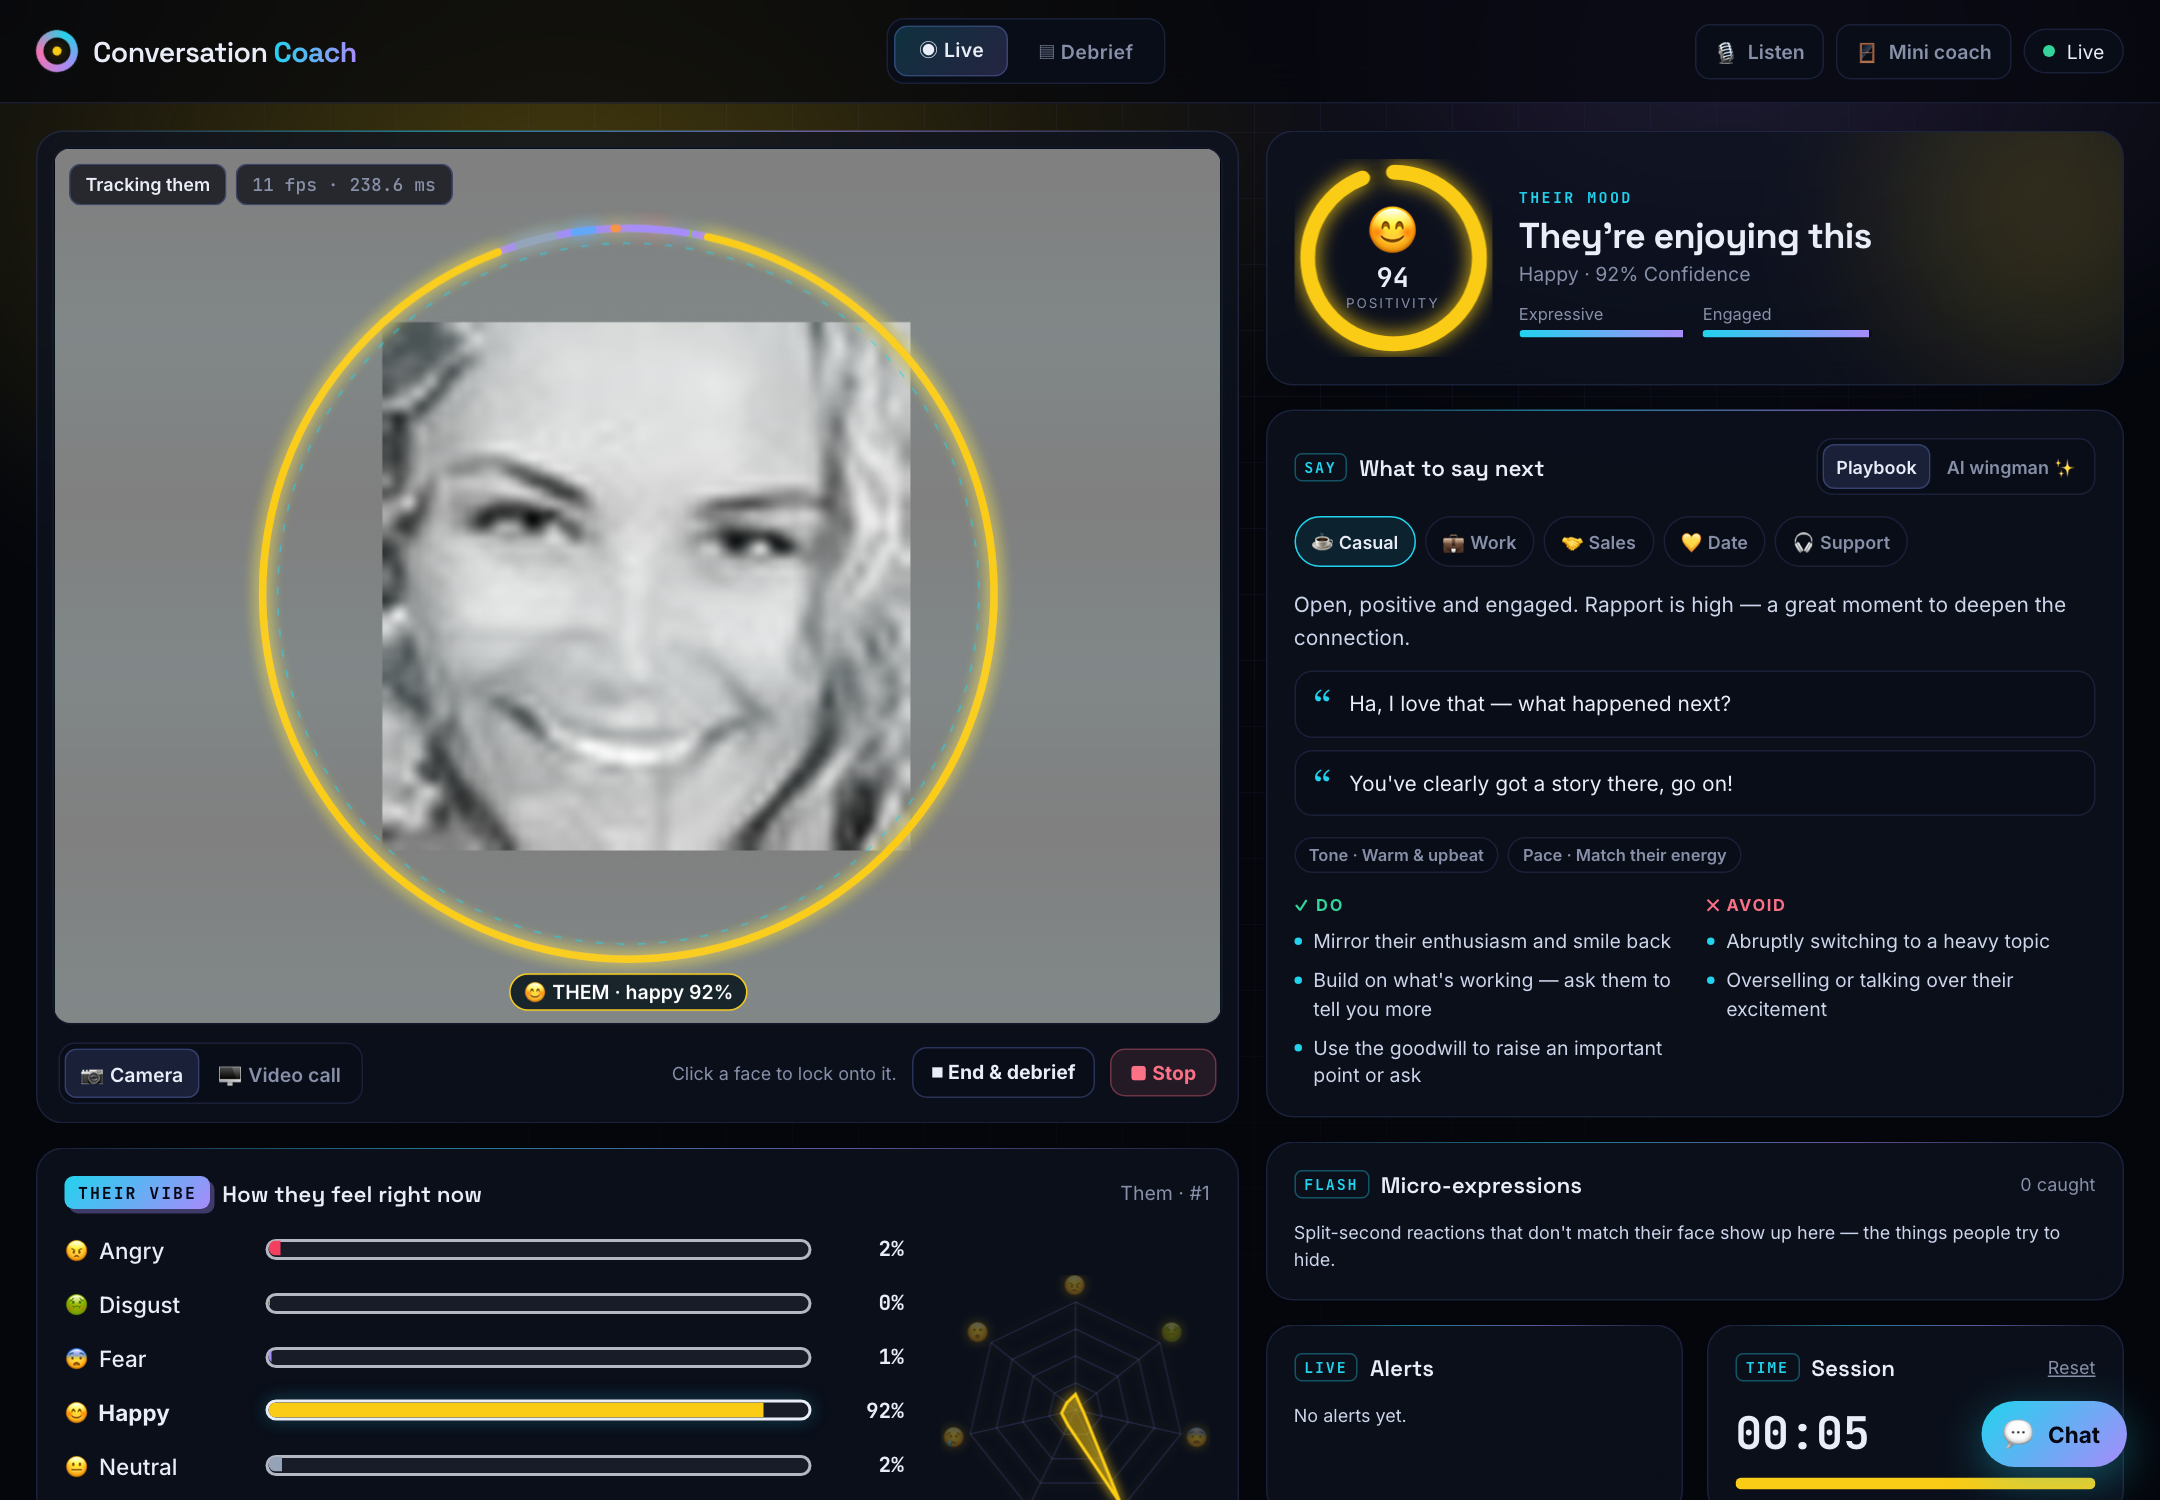 Conversation Coach
Live
Debrief
Listen
Mini coach
Live
Tracking them
11 fps · 238.6 ms
THEM · happy 92%
Camera
Video call
Click a face to lock onto it.
End & debrief
Stop
THEIR VIBE
How they feel right now
Them · #1
Angry
2%
Disgust
0%
Fear
1%
Happy
92%
Neutral
2%
94
POSITIVITY
THEIR MOOD
They're enjoying this
Happy · 92% Confidence
Expressive
Engaged
SAY
What to say next
Playbook
AI wingman
Casual
Work
Sales
Date
Support
Open, positive and engaged. Rapport is high — a great moment to deepen the
connection.
“ Ha, I love that — what happened next?
“ You've clearly got a story there, go on!
Tone · Warm & upbeat
Pace · Match their energy
✓ DO
Mirror their enthusiasm and smile back
Build on what's working — ask them to
tell you more
Use the goodwill to raise an important
point or ask
✕ AVOID
Abruptly switching to a heavy topic
Overselling or talking over their
excitement
FLASH
Micro-expressions
0 caught
Split-second reactions that don't match their face show up here — the things people try to
hide.
LIVE
Alerts
No alerts yet.
TIME
Session
Reset
00:05
Chat